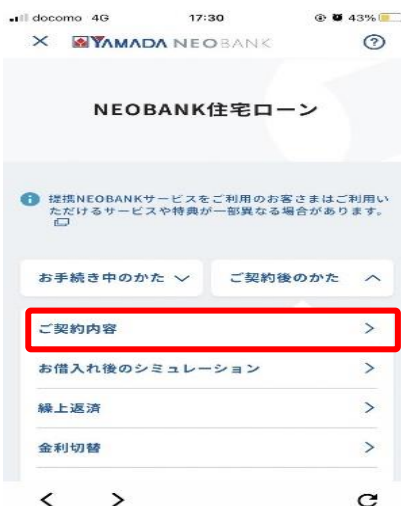 docomo 4G 17:30 43%
YAMADA NEOBANK
NEOBANK住宅ローン
提携NEOBANKサービスをご利用のお客さまはご利用い
ただけるサービスや特典が一部異なる場合があります。
お手続き中のかた ご契約後のかた
ご契約内容
お借入れ後のシミュレーション
繰上返済
金利切替